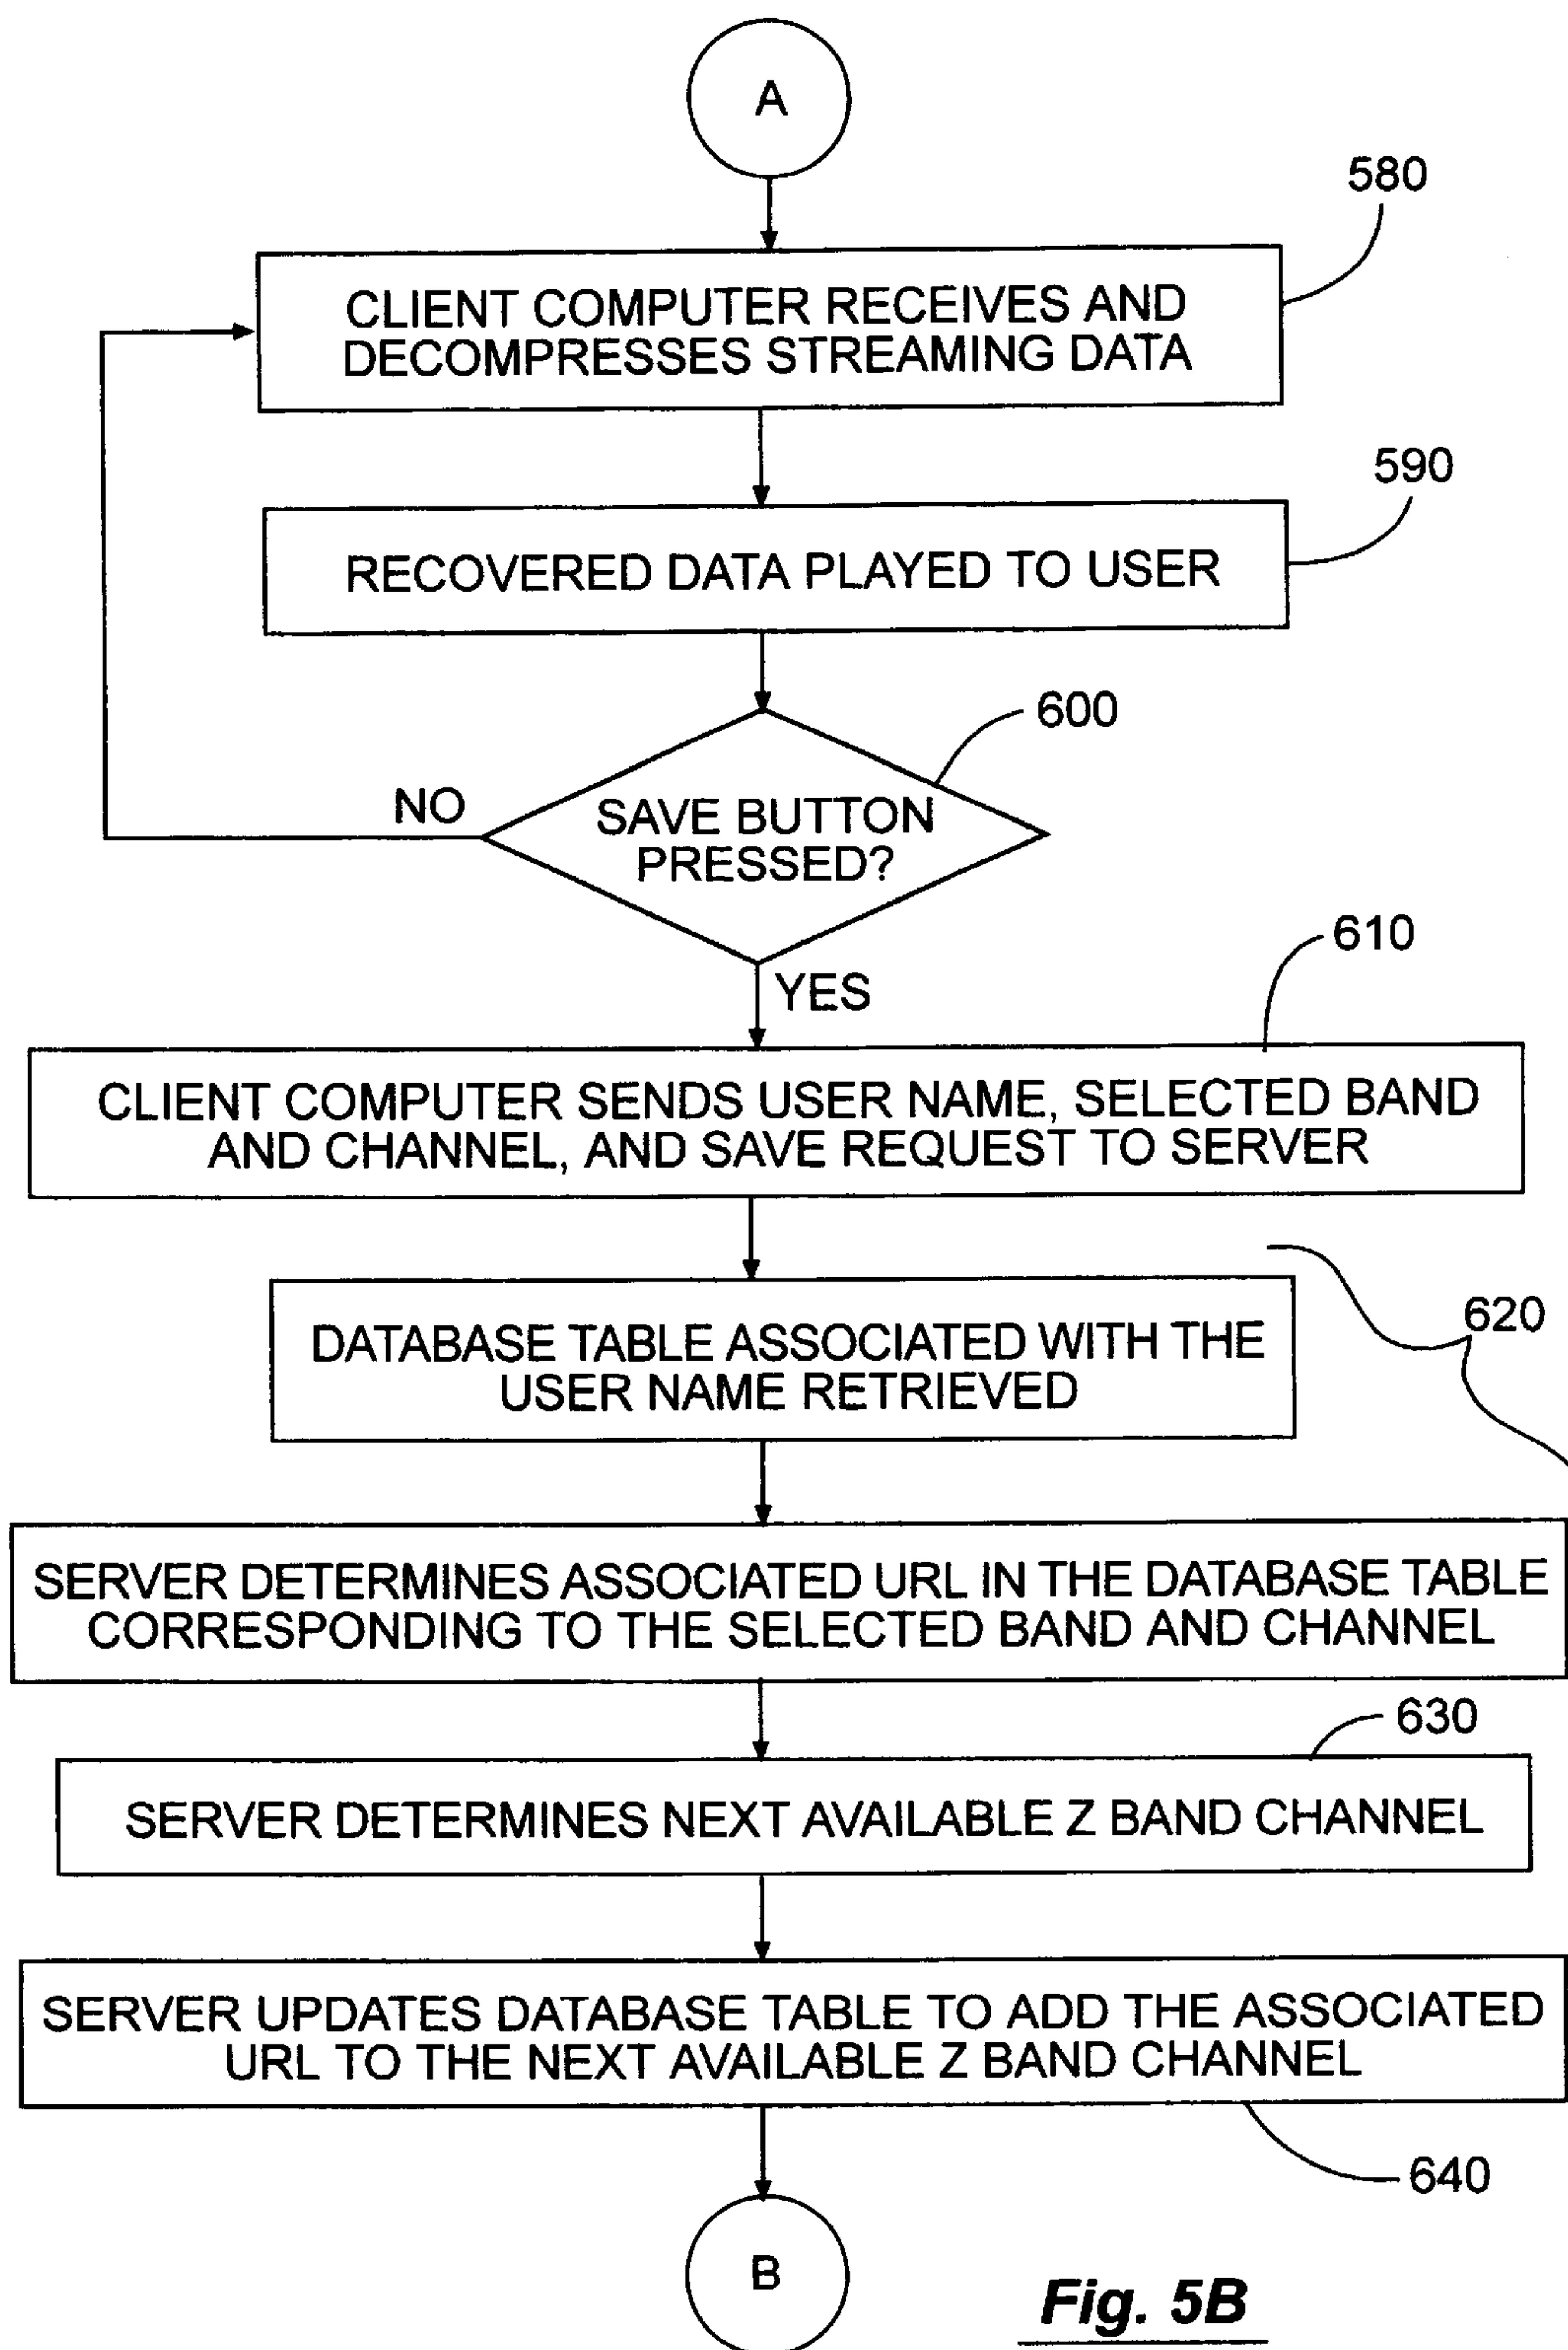 A
580
CLIENT COMPUTER RECEIVES AND
DECOMPRESSES STREAMING DATA
590
RECOVERED DATA PLAYED TO USER
600
NO
SAVE BUTTON
PRESSED?
610
YES
CLIENT COMPUTER SENDS USER NAME, SELECTED BAND
AND CHANNEL, AND SAVE REQUEST TO SERVER
620
DATABASE TABLE ASSOCIATED WITH THE
USER NAME RETRIEVED
SERVER DETERMINES ASSOCIATED URL IN THE DATABASE TABLE
CORRESPONDING TO THE SELECTED BAND AND CHANNEL
630
SERVER DETERMINES NEXT AVAILABLE Z BAND CHANNEL
SERVER UPDATES DATABASE TABLE TO ADD THE ASSOCIATED
URL TO THE NEXT AVAILABLE Z BAND CHANNEL
640
B
Fig. 5B